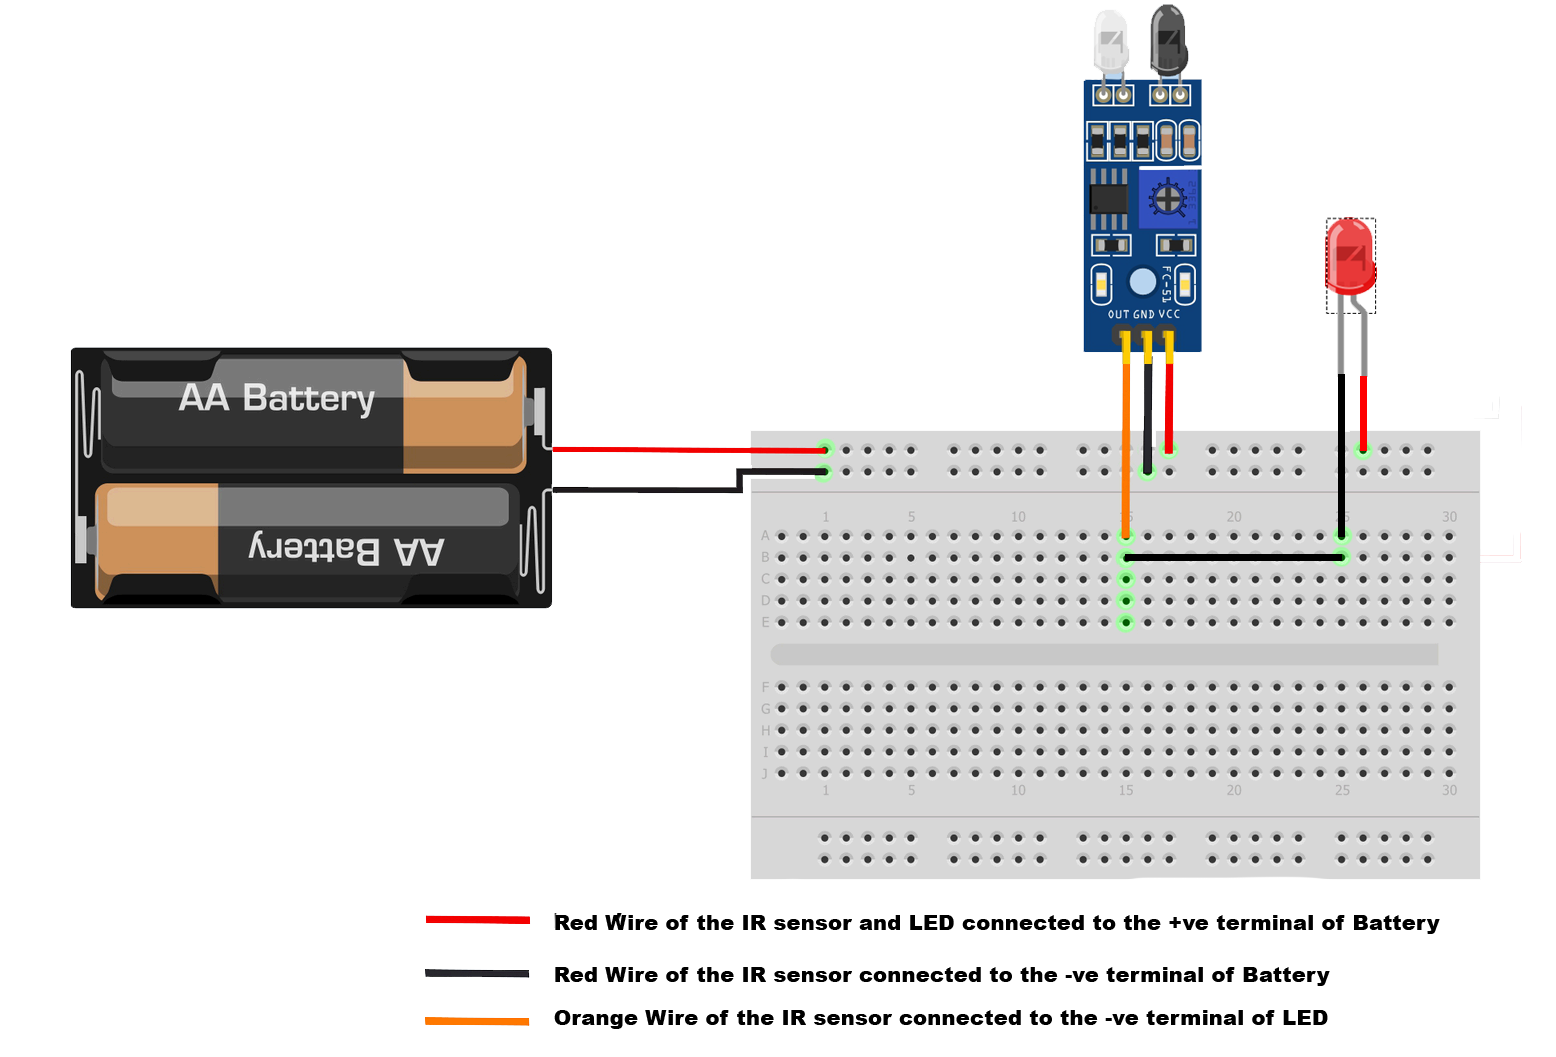 AA Battery
AA Battery
FC-51
OUT GND VCC
1 5 10 15 20 25 30
A
B
C
D
E
F
G
H
I
J
1 5 10 15 20 25 30
Red Wire of the IR sensor and LED connected to the +ve terminal of Battery
Red Wire of the IR sensor connected to the -ve terminal of Battery
Orange Wire of the IR sensor connected to the -ve terminal of LED